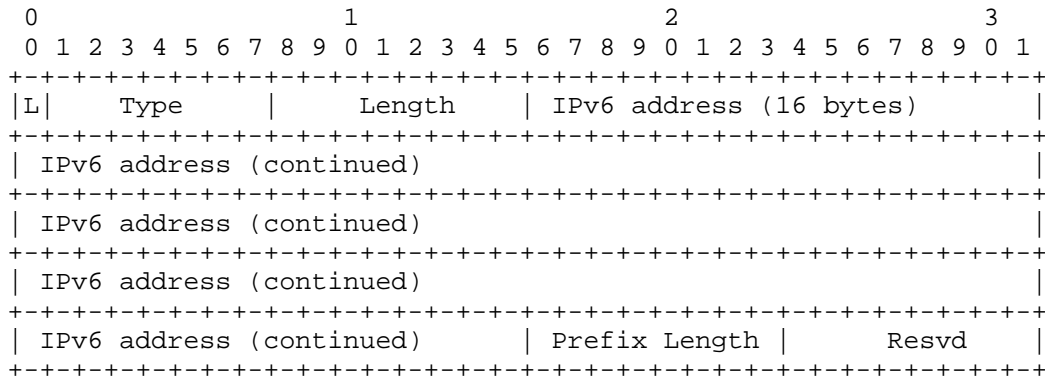 0                   1                   2                   3
 0 1 2 3 4 5 6 7 8 9 0 1 2 3 4 5 6 7 8 9 0 1 2 3 4 5 6 7 8 9 0 1
+-+-+-+-+-+-+-+-+-+-+-+-+-+-+-+-+-+-+-+-+-+-+-+-+-+-+-+-+-+-+-+-+
|L|    Type     |     Length    | IPv6 address (16 bytes)       |
+-+-+-+-+-+-+-+-+-+-+-+-+-+-+-+-+-+-+-+-+-+-+-+-+-+-+-+-+-+-+-+-+
| IPv6 address (continued)                                      |
+-+-+-+-+-+-+-+-+-+-+-+-+-+-+-+-+-+-+-+-+-+-+-+-+-+-+-+-+-+-+-+-+
| IPv6 address (continued)                                      |
+-+-+-+-+-+-+-+-+-+-+-+-+-+-+-+-+-+-+-+-+-+-+-+-+-+-+-+-+-+-+-+-+
| IPv6 address (continued)                                      |
+-+-+-+-+-+-+-+-+-+-+-+-+-+-+-+-+-+-+-+-+-+-+-+-+-+-+-+-+-+-+-+-+
| IPv6 address (continued)      | Prefix Length |      Resvd    |
+-+-+-+-+-+-+-+-+-+-+-+-+-+-+-+-+-+-+-+-+-+-+-+-+-+-+-+-+-+-+-+-+